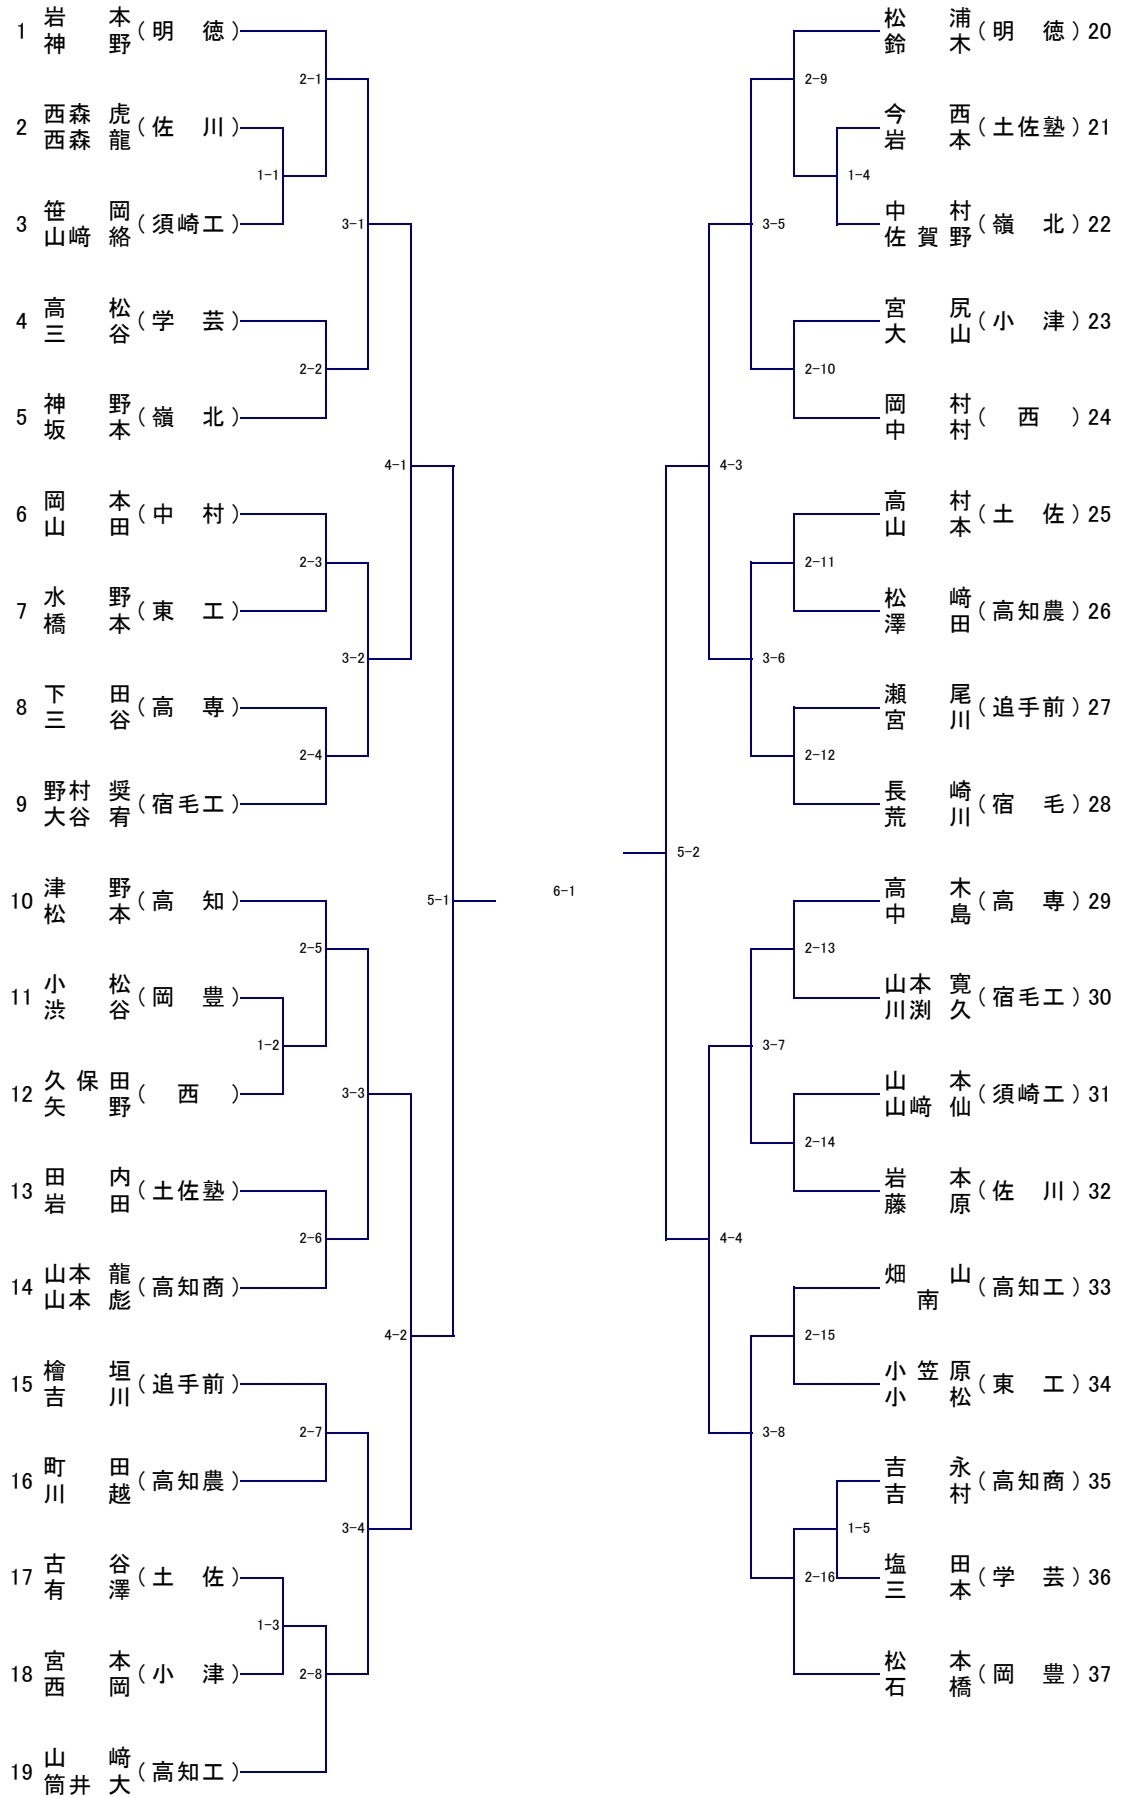 1 岩本 神野 (明徳)
2 西森虎 西森龍 (佐川)
3 笹岡 山﨑絡 (須崎工)
4 高松 三谷 (学芸)
5 神野 坂本 (嶺北)
6 岡本 山田 (中村)
7 水野 橋本 (東工)
8 下田 三谷 (高専)
9 野村奨 大谷宥 (宿毛工)
10 津野 松本 (高知)
11 小松 渋谷 (岡豊)
12 久保田 矢野 (西)
13 田内 岩田 (土佐塾)
14 山本龍 山本彪 (高知商)
15 檜垣 吉川 (追手前)
16 町田 川越 (高知農)
17 古谷 有澤 (土佐)
18 宮本 西岡 (小津)
19 山﨑 筒井大 (高知工)
1-1
1-2
1-3
2-1
2-2
2-3
2-4
2-5
2-6
2-7
2-8
3-1
3-2
3-3
3-4
4-1
4-2
5-1
6-1
5-2
4-3
4-4
3-5
3-6
3-7
3-8
2-9
2-10
2-11
2-12
2-13
2-14
2-15
2-16
1-4
1-5
松浦 鈴木 (明徳) 20
今西 岩本 (土佐塾) 21
中村 佐賀野 (嶺北) 22
宮尻 大山 (小津) 23
岡村 中村 (西) 24
高村 山本 (土佐) 25
松﨑 澤田 (高知農) 26
瀬尾 宮川 (追手前) 27
長崎 荒川 (宿毛) 28
高木 中島 (高専) 29
山本寛 川渕久 (宿毛工) 30
山本 山﨑仙 (須崎工) 31
岩本 藤原 (佐川) 32
畑山 南 (高知工) 33
小笠原 小松 (東工) 34
吉永 吉村 (高知商) 35
塩田 三本 (学芸) 36
松本 石橋 (岡豊) 37